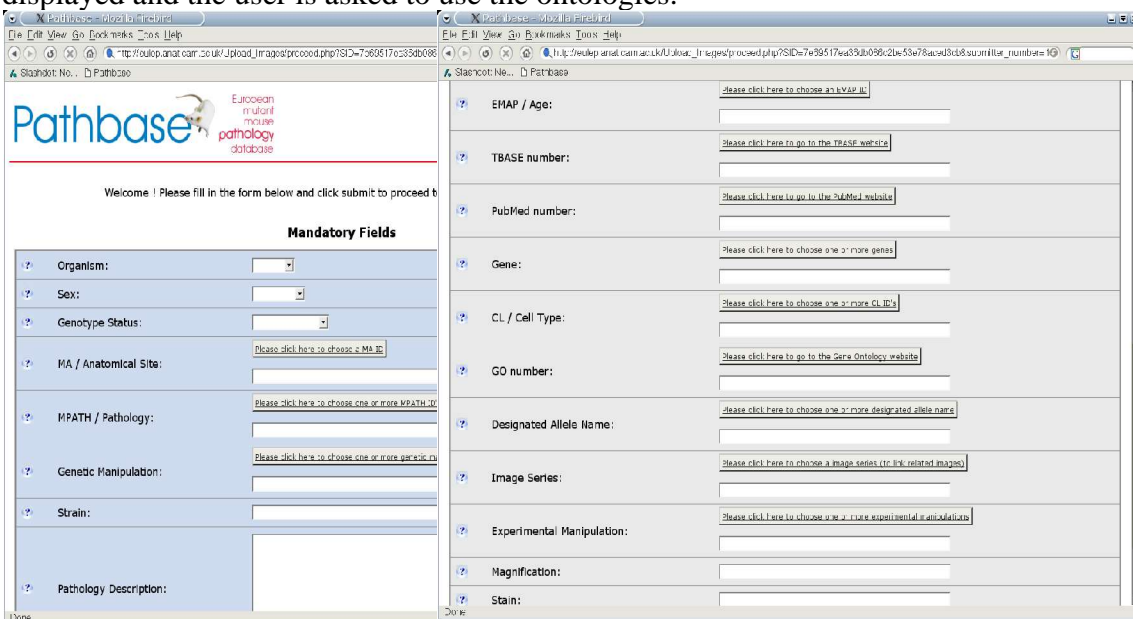 displayed and the user is asked to use the ontologies.
Pathbase - Mozilla Firebird
File Edit View Go Bookmarks Tools Help
Slashdot: Ne... Pathbase
Pathbase
European
mutant
mouse
pathology
database
Welcome ! Please fill in the form below and click submit to proceed t
Mandatory Fields
Organism:
Sex:
Genotype Status:
MA / Anatomical Site:
Please click here to choose a MA ID
MPATH / Pathology:
Please click here to choose one or more MPATH ID'
Genetic Manipulation:
Please click here to choose one or more genetic m
Strain:
Pathology Description:
Done
Pathbase - Mozilla Firebird
File Edit View Go Bookmarks Tools Help
Slashdot: Ne... Pathbase
EMAP / Age:
Please click here to choose an EMAP ID
TBASE number:
Please click here to go to the TBASE website
PubMed number:
Please click here to go to the PubMed website
Gene:
Please click here to choose one or more genes
CL / Cell Type:
Please click here to choose one or more CL ID's
GO number:
Please click here to go to the Gene Ontology website
Designated Allele Name:
Please click here to choose one or more designated allele name
Image Series:
Please click here to choose a image series (to link related images)
Experimental Manipulation:
Please click here to choose one or more experimental manipulations
Magnification:
Stain:
Done